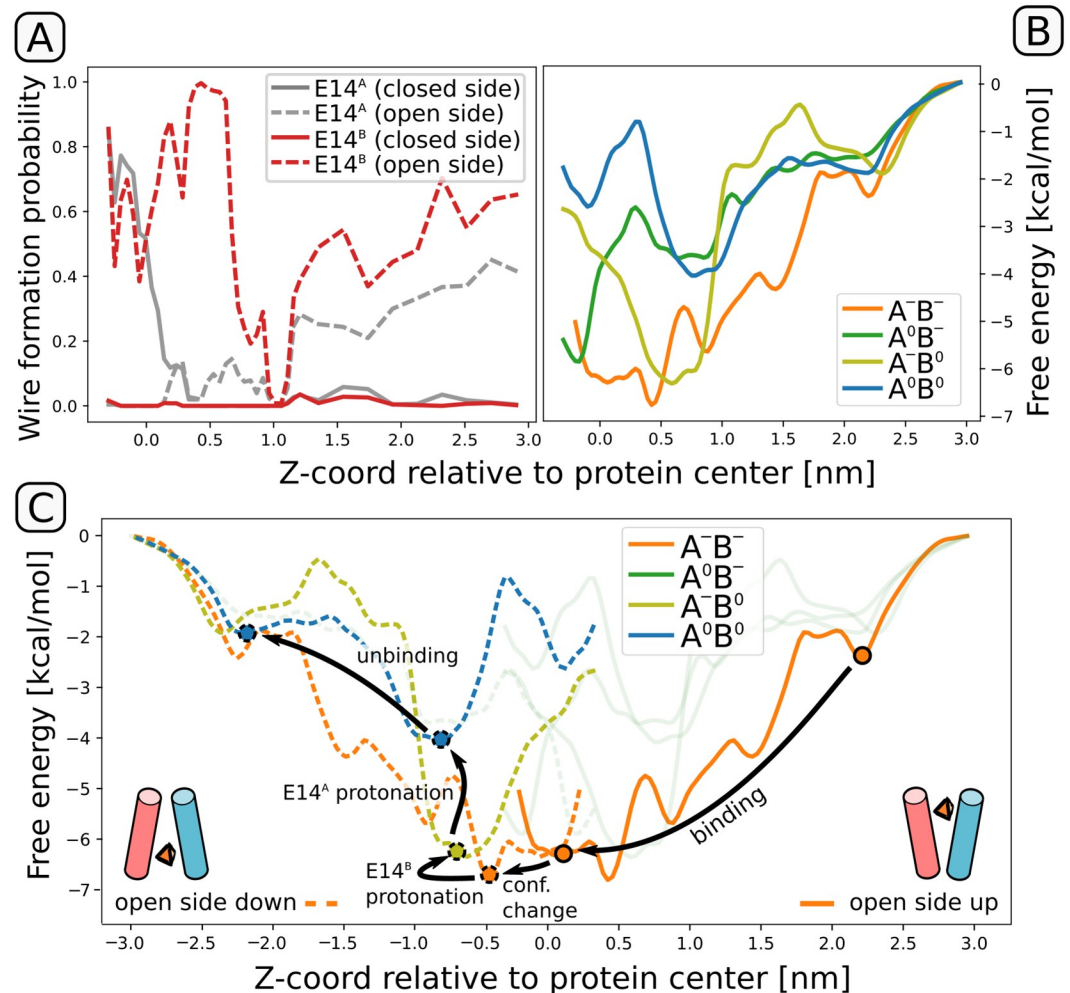 A
B
Wire formation probability
1.0
0.8
0.6
0.4
0.2
0.0
E14ᴬ (closed side)
E14ᴬ (open side)
E14ᴮ (closed side)
E14ᴮ (open side)
0.0 0.5 1.0 1.5 2.0 2.5
0
−1
−2
−3
−4
−5
−6
−7
Free energy [kcal/mol]
A⁻B⁻
A⁰B⁻
A⁻B⁰
A⁰B⁰
0.0 0.5 1.0 1.5 2.0 2.5 3.0
Z-coord relative to protein center [nm]
C
Free energy [kcal/mol]
0
−1
−2
−3
−4
−5
−6
−7
A⁻B⁻
A⁰B⁻
A⁻B⁰
A⁰B⁰
unbinding
E14ᴬ protonation
binding
E14ᴮ
protonation
conf.
change
open side down
open side up
−3.0 −2.5 −2.0 −1.5 −1.0 −0.5 0.0 0.5 1.0 1.5 2.0 2.5 3.0
Z-coord relative to protein center [nm]